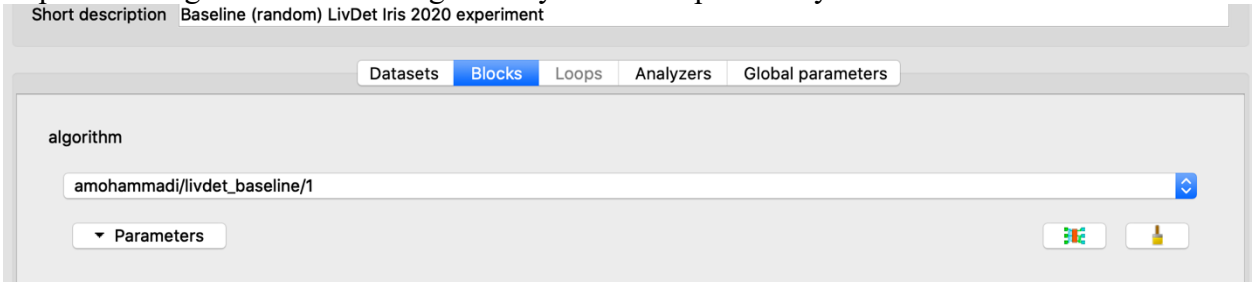 Short description Baseline (random) LivDet Iris 2020 experiment
Datasets Blocks Loops Analyzers Global parameters
algorithm
amohammadi/livdet_baseline/1
Parameters